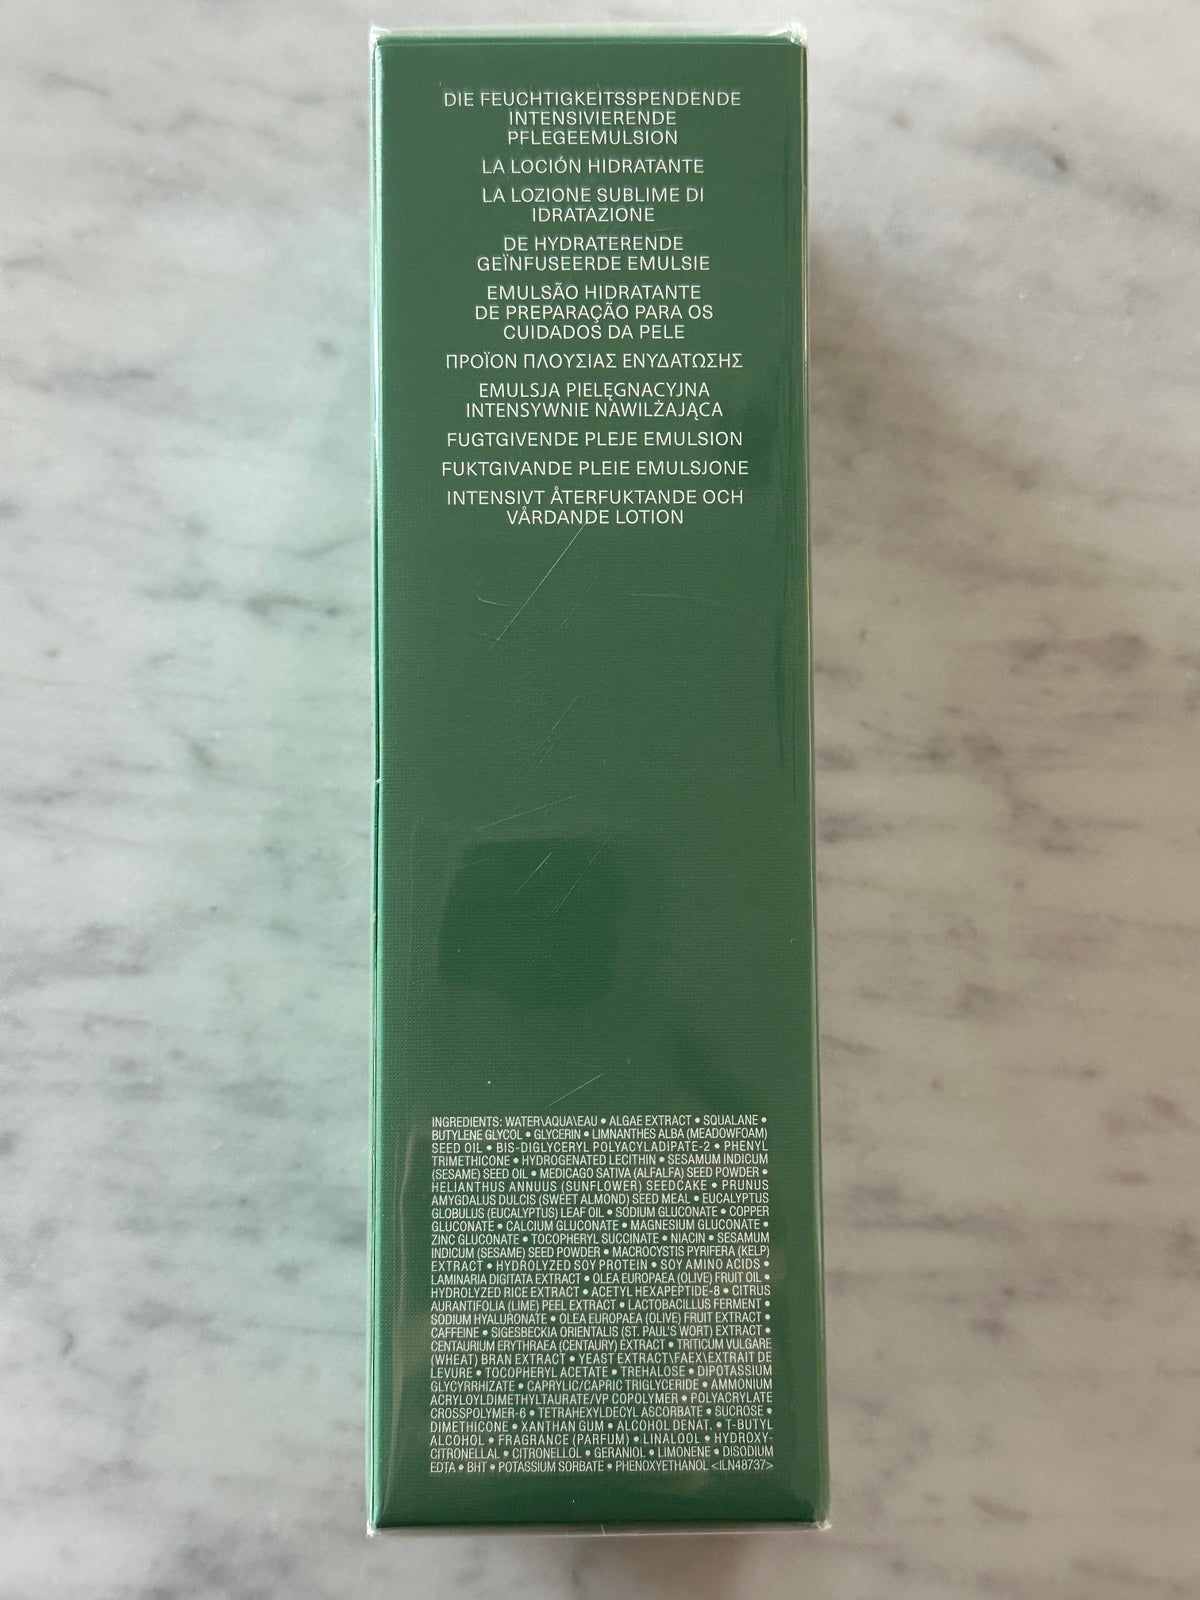 DIE FEUCHTIGKEITSSPENDENDE
INTENSIVIERENDE
PFLEGEEMULSION
LA LOCIÓN HIDRATANTE
LA LOZIONE SUBLIME DI
IDRATAZIONE
DE HYDRATERENDE
GEÏNFUSEERDE EMULSIE
EMULSÃO HIDRATANTE
DE PREPARAÇÃO PARA OS
CUIDADOS DA PELE
ΠΡΟΪΟΝ ΠΛΟΥΣΙΑΣ ΕΝΥΔΑΤΩΣΗΣ
EMULSJA PIELĘGNACYJNA
INTENSYWNIE NAWILŻAJĄCA
FUGTGIVENDE PLEJE EMULSION
FUKTGIVANDE PLEIE EMULSJONE
INTENSIVT ÅTERFUKTANDE OCH
VÅRDANDE LOTION
INGREDIENTS: WATER\AQUA\EAU • ALGAE EXTRACT • SQUALANE •
BUTYLENE GLYCOL • GLYCERIN • LIMNANTHES ALBA (MEADOWFOAM)
SEED OIL • BIS-DIGLYCERYL POLYACYLADIPATE-2 • PHENYL
TRIMETHICONE • HYDROGENATED LECITHIN • SESAMUM INDICUM
(SESAME) SEED OIL • MEDICAGO SATIVA (ALFALFA) SEED POWDER •
HELIANTHUS ANNUUS (SUNFLOWER) SEEDCAKE • PRUNUS
AMYGDALUS DULCIS (SWEET ALMOND) SEED MEAL • EUCALYPTUS
GLOBULUS (EUCALYPTUS) LEAF OIL • SODIUM GLUCONATE • COPPER
GLUCONATE • CALCIUM GLUCONATE • MAGNESIUM GLUCONATE •
ZINC GLUCONATE • TOCOPHERYL SUCCINATE • NIACIN • SESAMUM
INDICUM (SESAME) SEED POWDER • MACROCYSTIS PYRIFERA (KELP)
EXTRACT • HYDROLYZED SOY PROTEIN • SOY AMINO ACIDS •
LAMINARIA DIGITATA EXTRACT • OLEA EUROPAEA (OLIVE) FRUIT OIL •
HYDROLYZED RICE EXTRACT • ACETYL HEXAPEPTIDE-8 • CITRUS
AURANTIFOLIA (LIME) PEEL EXTRACT • LACTOBACILLUS FERMENT •
SODIUM HYALURONATE • OLEA EUROPAEA (OLIVE) FRUIT EXTRACT •
CAFFEINE • SIGESBECKIA ORIENTALIS (ST. PAUL'S WORT) EXTRACT •
CENTAURIUM ERYTHRAEA (CENTAURY) EXTRACT • TRITICUM VULGARE
(WHEAT) BRAN EXTRACT • YEAST EXTRACT\FAEX\EXTRAIT DE
LEVURE • TOCOPHERYL ACETATE • TREHALOSE • DIPOTASSIUM
GLYCYRRHIZATE • CAPRYLIC/CAPRIC TRIGLYCERIDE • AMMONIUM
ACRYLOYLDIMETHYLTAURATE/VP COPOLYMER • POLYACRYLATE
CROSSPOLYMER-6 • TETRAHEXYLDECYL ASCORBATE • SUCROSE •
DIMETHICONE • XANTHAN GUM • ALCOHOL DENAT. • T-BUTYL
ALCOHOL • FRAGRANCE (PARFUM) • LINALOOL • HYDROXY-
CITRONELLAL • CITRONELLOL • GERANIOL • LIMONENE • DISODIUM
EDTA • BHT • POTASSIUM SORBATE • PHENOXYETHANOL <ILN48737>